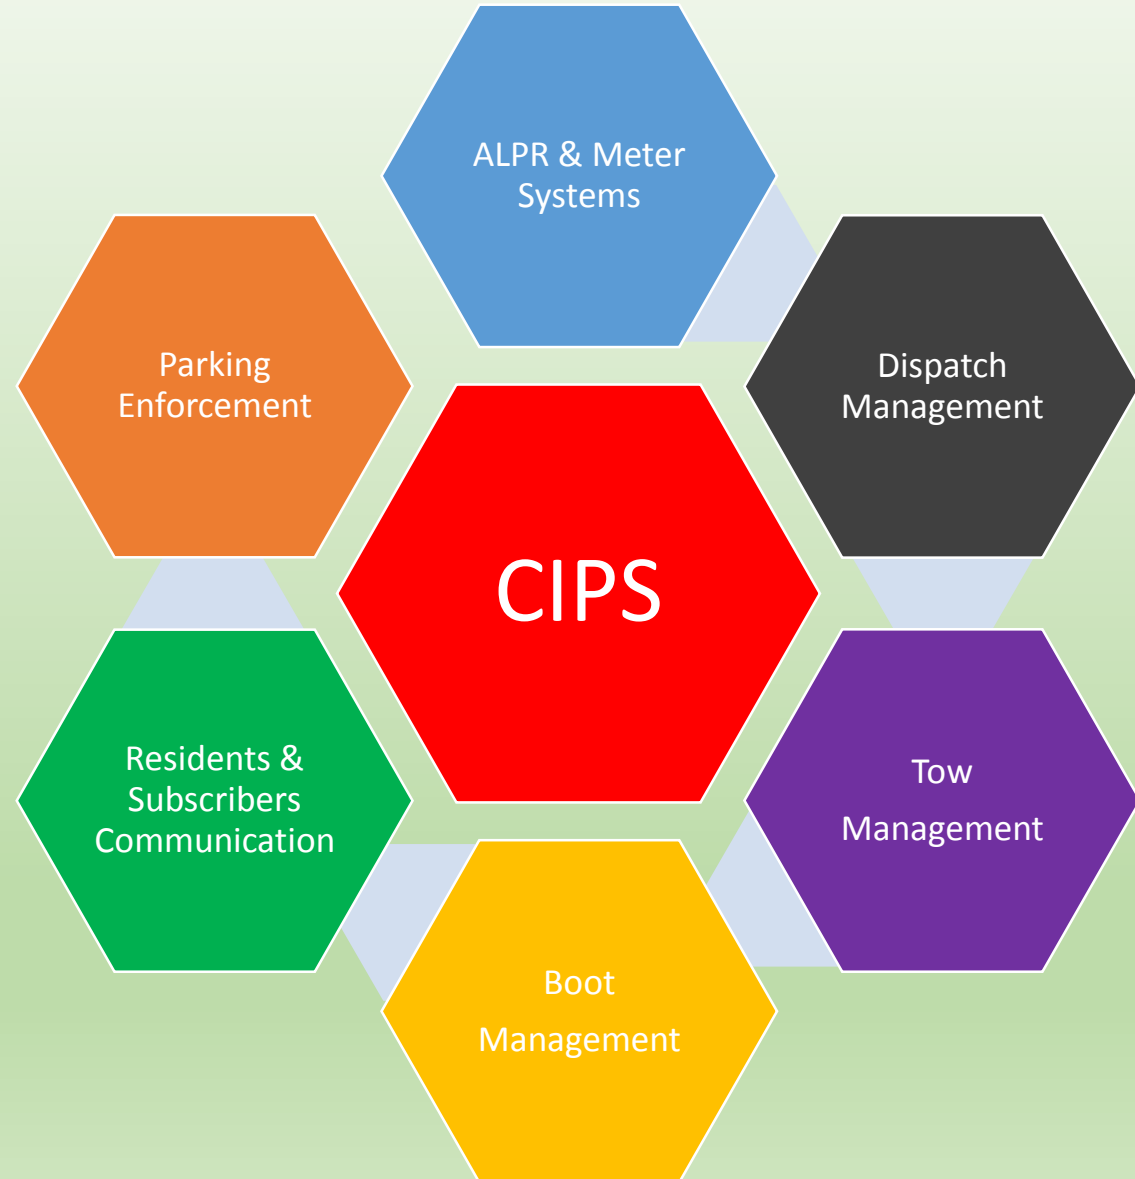 ALPR & Meter
Systems
Parking
Enforcement
Dispatch
Management
CIPS
Residents &
Subscribers
Communication
Tow
Management
Boot
Management